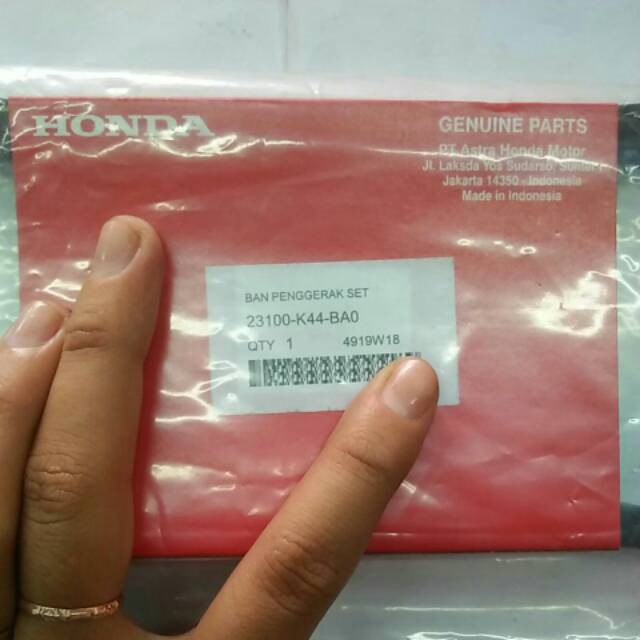 HONDA
GENUINE PARTS
PT Astra Honda Motor
Jl. Laksda Yos Sudarso, Sunter I
Jakarta 14350 - Indonesia
Made in Indonesia
BAN PENGGERAK SET
23100-K44-BA0
QTY 1 4919W18